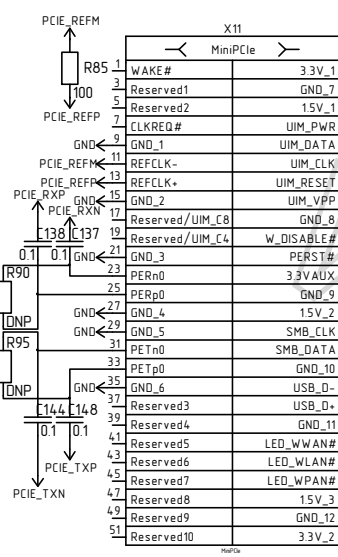 PCIE_REFM
X11
MiniPCIe
R85 1 WAKE# 3.3V_1
100 3 Reserved1 GND_7
PCIE_REFP 5 Reserved2 1.5V_1
7 CLKREQ# UIM_PWR
GND 9 GND_1 UIM_DATA
PCIE_REFM 11 REFCLK- UIM_CLK
PCIE_REFP 13 REFCLK+ UIM_RESET
PCIE_RXP GND 15 GND_2 UIM_VPP
PCIE_RXN 17 Reserved/UIM_C8 GND_8
C138 C137 19 Reserved/UIM_C4 W_DISABLE#
0.1 0.1 GND 21 GND_3 PERST#
R90 23 PERn0 3.3VAUX
25 PERp0 GND_9
DNP GND 27 GND_4 1.5V_2
GND 29 GND_5 SMB_CLK
R95 31 PETn0 SMB_DATA
33 PETp0 GND_10
DNP GND 35 GND_6 USB_D-
C144 C148 37 Reserved3 USB_D+
0.1 0.1 39 Reserved4 GND_11
41 Reserved5 LED_WWAN#
PCIE_TXP 43 Reserved6 LED_WLAN#
PCIE_TXN 45 Reserved7 LED_WPAN#
47 Reserved8 1.5V_3
49 Reserved9 GND_12
51 Reserved10 3.3V_2
MiniPCIe